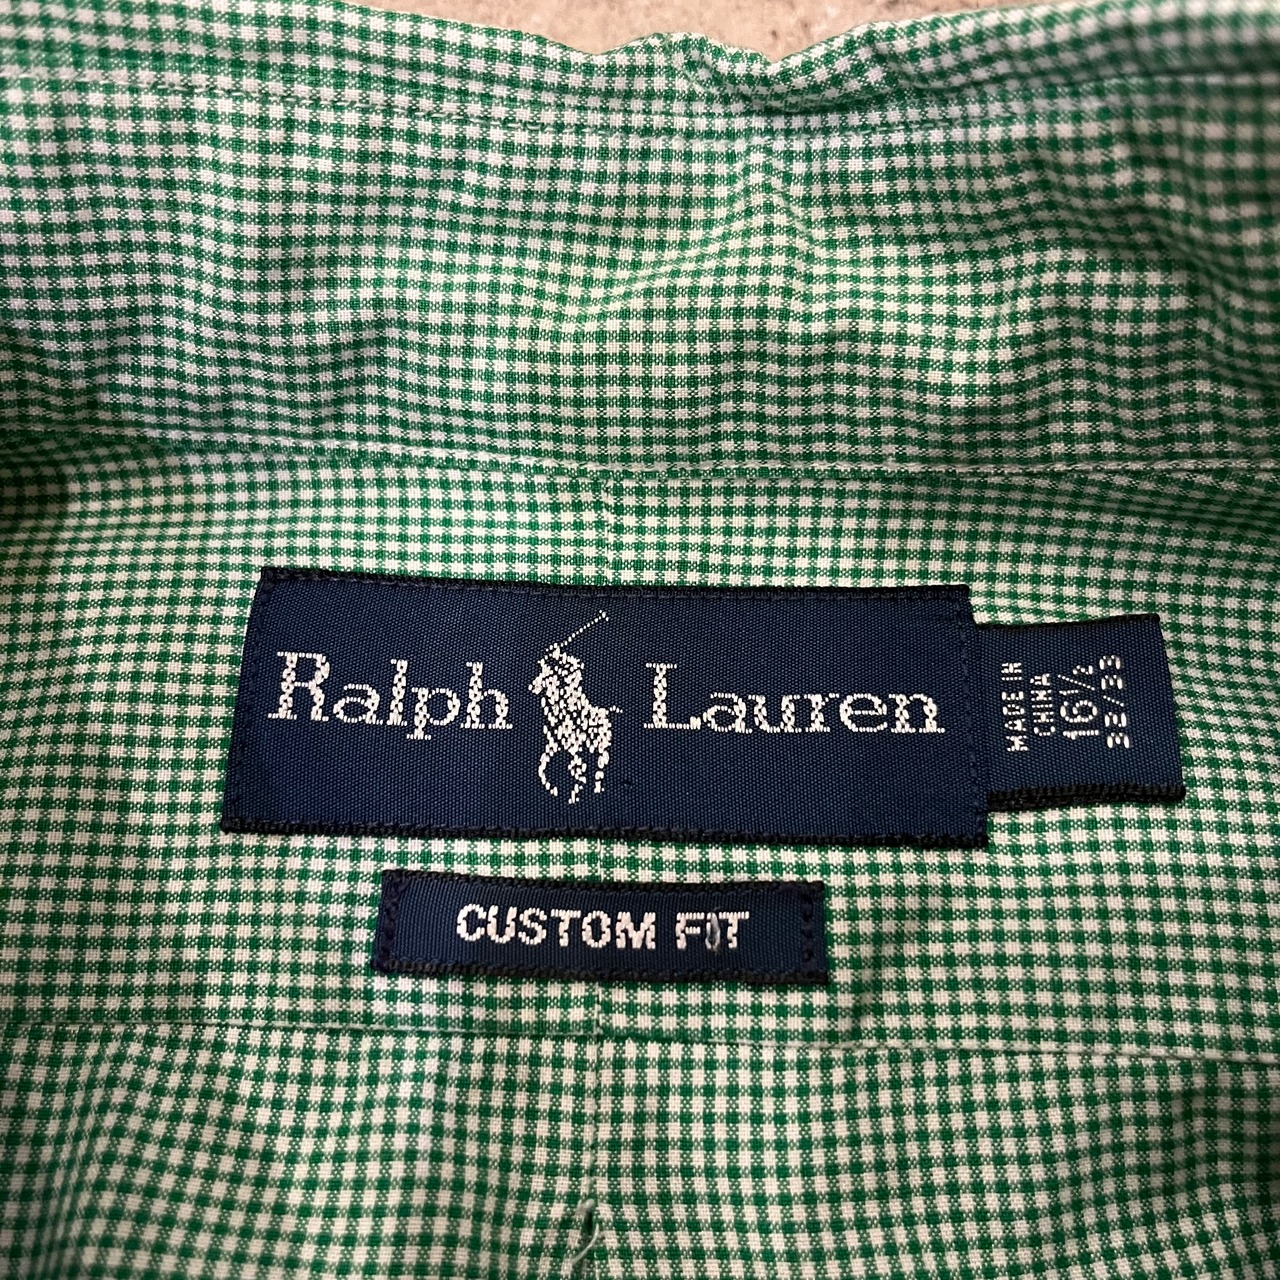 Ralph Lauren
MADE IN
CHINA
16½
32/33
CUSTOM FIT